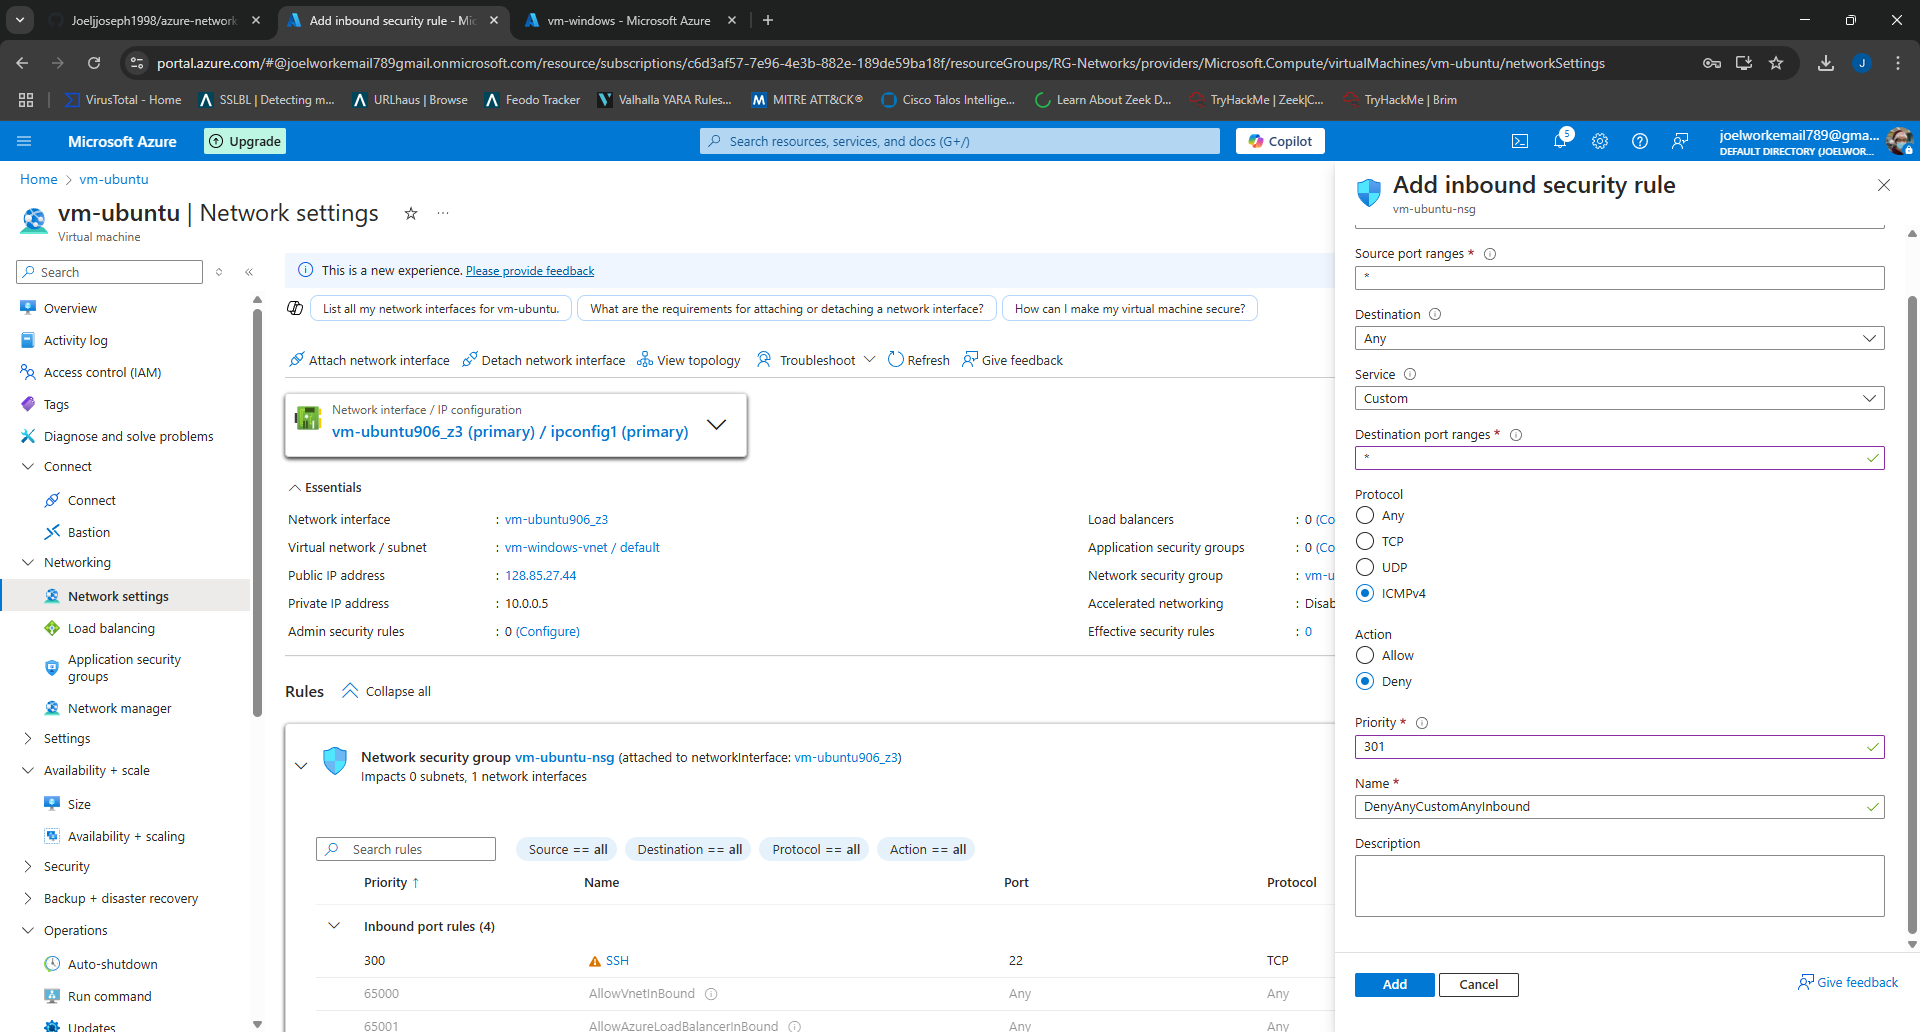 Joeljjoseph1998/azure-network
Add inbound security rule - Mic
vm-windows - Microsoft Azure
portal.azure.com/#@joelworkemail789gmail.onmicrosoft.com/resource/subscriptions/c6d3af57-7e96-4e3b-882e-189de59ba18f/resourceGroups/RG-Networks/providers/Microsoft.Compute/virtualMachines/vm-ubuntu/networkSettings
J
VirusTotal - Home
SSLBL | Detecting m...
URLhaus | Browse
Feodo Tracker
Valhalla YARA Rules...
MITRE ATT&CK®
Cisco Talos Intellige...
Learn About Zeek D...
TryHackMe | Zeek|C...
TryHackMe | Brim
Microsoft Azure
Upgrade
Search resources, services, and docs (G+/)
Copilot
5
joelworkemail789@gma...
DEFAULT DIRECTORY (JOELWOR...
Home > vm-ubuntu
vm-ubuntu | Network settings
Virtual machine
Search
Overview
Activity log
Access control (IAM)
Tags
Diagnose and solve problems
Connect
Connect
Bastion
Networking
Network settings
Load balancing
Application security
groups
Network manager
Settings
Availability + scale
Size
Availability + scaling
Security
Backup + disaster recovery
Operations
Auto-shutdown
Run command
Updates
This is a new experience. Please provide feedback
List all my network interfaces for vm-ubuntu.
What are the requirements for attaching or detaching a network interface?
How can I make my virtual machine secure?
Attach network interface
Detach network interface
View topology
Troubleshoot
Refresh
Give feedback
Network interface / IP configuration
vm-ubuntu906_z3 (primary) / ipconfig1 (primary)
Essentials
Network interface : vm-ubuntu906_z3
Virtual network / subnet : vm-windows-vnet / default
Public IP address : 128.85.27.44
Private IP address : 10.0.0.5
Admin security rules : 0 (Configure)
Load balancers : 0 (Co
Application security groups : 0 (Co
Network security group : vm-u
Accelerated networking : Disab
Effective security rules : 0
Rules
Collapse all
Network security group vm-ubuntu-nsg (attached to networkInterface: vm-ubuntu906_z3)
Impacts 0 subnets, 1 network interfaces
Search rules
Source == all
Destination == all
Protocol == all
Action == all
Priority ↑ Name Port Protocol
Inbound port rules (4)
300 SSH 22 TCP
65000 AllowVnetInBound Any Any
65001 AllowAzureLoadBalancerInBound Any Any
Add inbound security rule
vm-ubuntu-nsg
Source port ranges *
*
Destination
Any
Service
Custom
Destination port ranges *
*
Protocol
Any
TCP
UDP
ICMPv4
Action
Allow
Deny
Priority *
301
Name *
DenyAnyCustomAnyInbound
Description
Add
Cancel
Give feedback